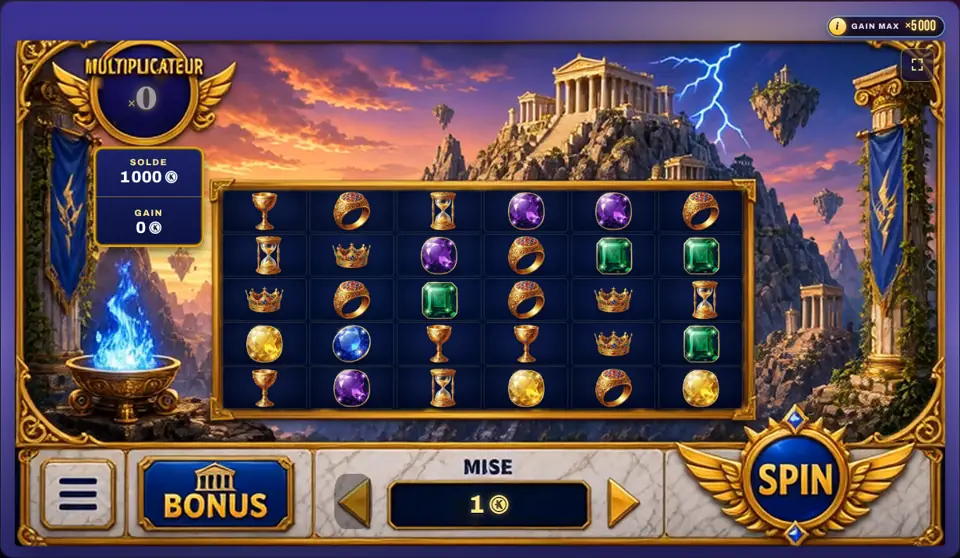 i GAIN MAX ×5000
MULTIPLICATEUR
×0
SOLDE
1000 K
GAIN
0 K
MISE
BONUS
1 K
SPIN